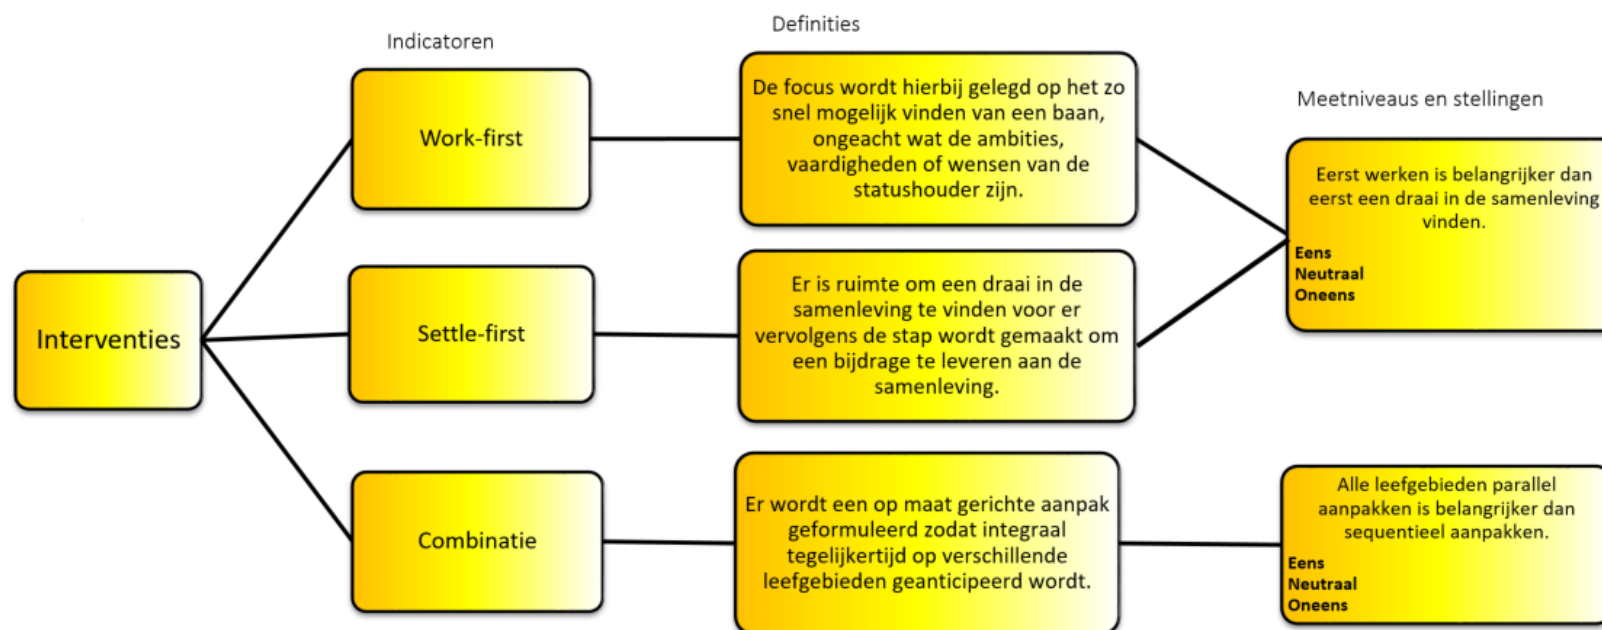 Indicatoren
Definities
Meetniveaus en stellingen
Interventies
Work-first
De focus wordt hierbij gelegd op het zo
snel mogelijk vinden van een baan,
ongeacht wat de ambities,
vaardigheden of wensen van de
statushouder zijn.
Eerst werken is belangrijker dan
eerst een draai in de samenleving
vinden.
Eens
Neutraal
Oneens
Settle-first
Er is ruimte om een draai in de
samenleving te vinden voor er
vervolgens de stap wordt gemaakt om
een bijdrage te leveren aan de
samenleving.
Combinatie
Er wordt een op maat gerichte aanpak
geformuleerd zodat integraal
tegelijkertijd op verschillende
leefgebieden geanticipeerd wordt.
Alle leefgebieden parallel
aanpakken is belangrijker dan
sequentieel aanpakken.
Eens
Neutraal
Oneens